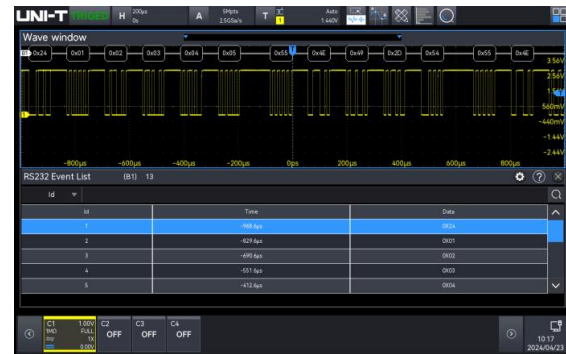 UNI-T TRIGED H 200µs 0s A 5Mpts 2.5GSa/s T 1 Auto 1.440V
Wave window
B1 0x24 0x01 0x02 0x03 0x04 0x05 0x55 0x4E 0x49 0x2D 0x54 0x55 0x4E
3.56V
2.56V
1.56V
560mV
-440mV
-1.44V
-2.44V
-800µs -600µs -400µs -200µs 0ps 200µs 400µs 600µs 800µs
RS232 Event List (B1) 13
Id
Id Time Data
1 -968.6µs 0X24
2 -829.6µs 0X01
3 -690.6µs 0X02
4 -551.6µs 0X03
5 -412.6µs 0X04
C1 1.00V C2 C3 C4
1MΩ FULL OFF OFF OFF
1X
0.00V
10:17
2024/04/23